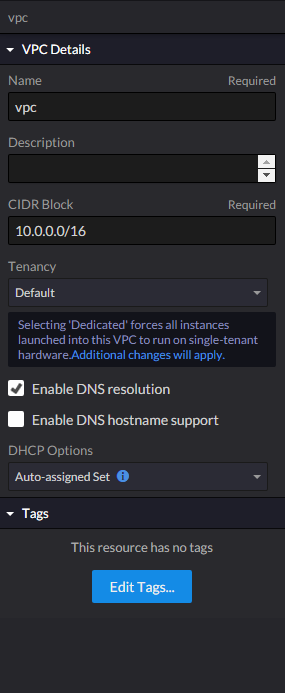 vpc
VPC Details
Name Required
vpc
Description
CIDR Block Required
10.0.0.0/16
Tenancy
Default
Selecting 'Dedicated' forces all instances
launched into this VPC to run on single-tenant
hardware.Additional changes will apply.
Enable DNS resolution
Enable DNS hostname support
DHCP Options
Auto-assigned Set
Tags
This resource has no tags
Edit Tags...